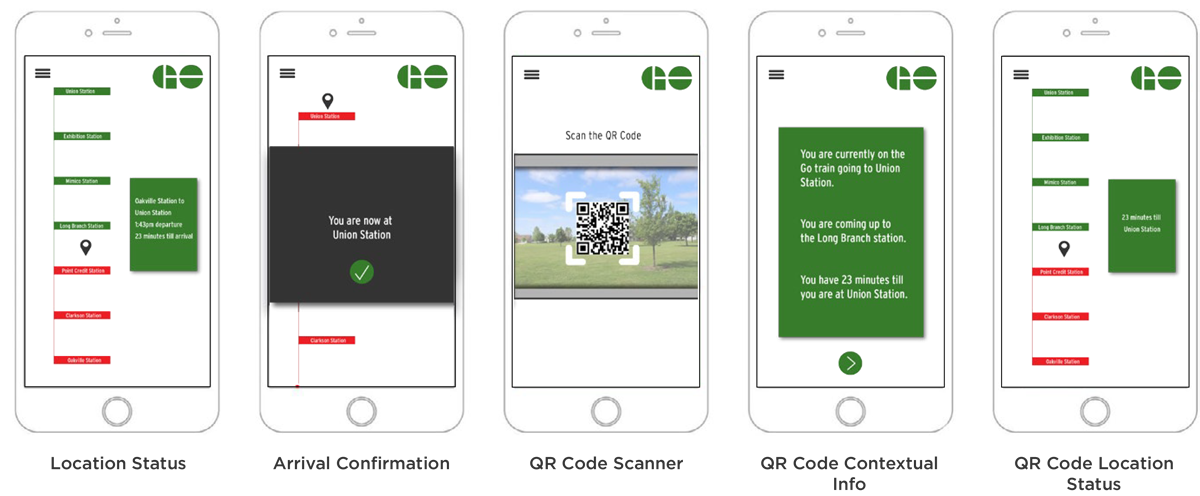 GO
Union Station
Exhibition Station
Mimico Station
Long Branch Station
Point Credit Station
Clarkson Station
Oakville Station
Oakville Station to
Union Station
1:43pm departure
23 minutes till arrival
Location Status
GO
Union Station
You are now at
Union Station
Clarkson Station
Arrival Confirmation
GO
Scan the QR Code
QR Code Scanner
GO
You are currently on the
Go train going to Union
Station.
You are coming up to
the Long Branch station.
You have 23 minutes till
you are at Union Station.
QR Code Contextual
Info
GO
Union Station
Exhibition Station
Mimico Station
Long Branch Station
Point Credit Station
Clarkson Station
Oakville Station
23 minutes till
Union Station
QR Code Location
Status